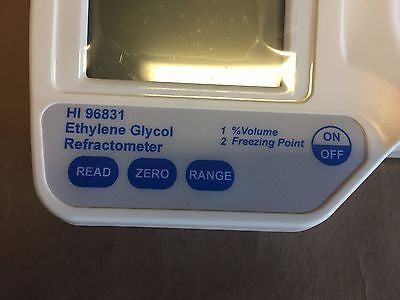 HI 96831
Ethylene Glycol
Refractometer
1 %Volume
2 Freezing Point
ON
OFF
READ ZERO RANGE